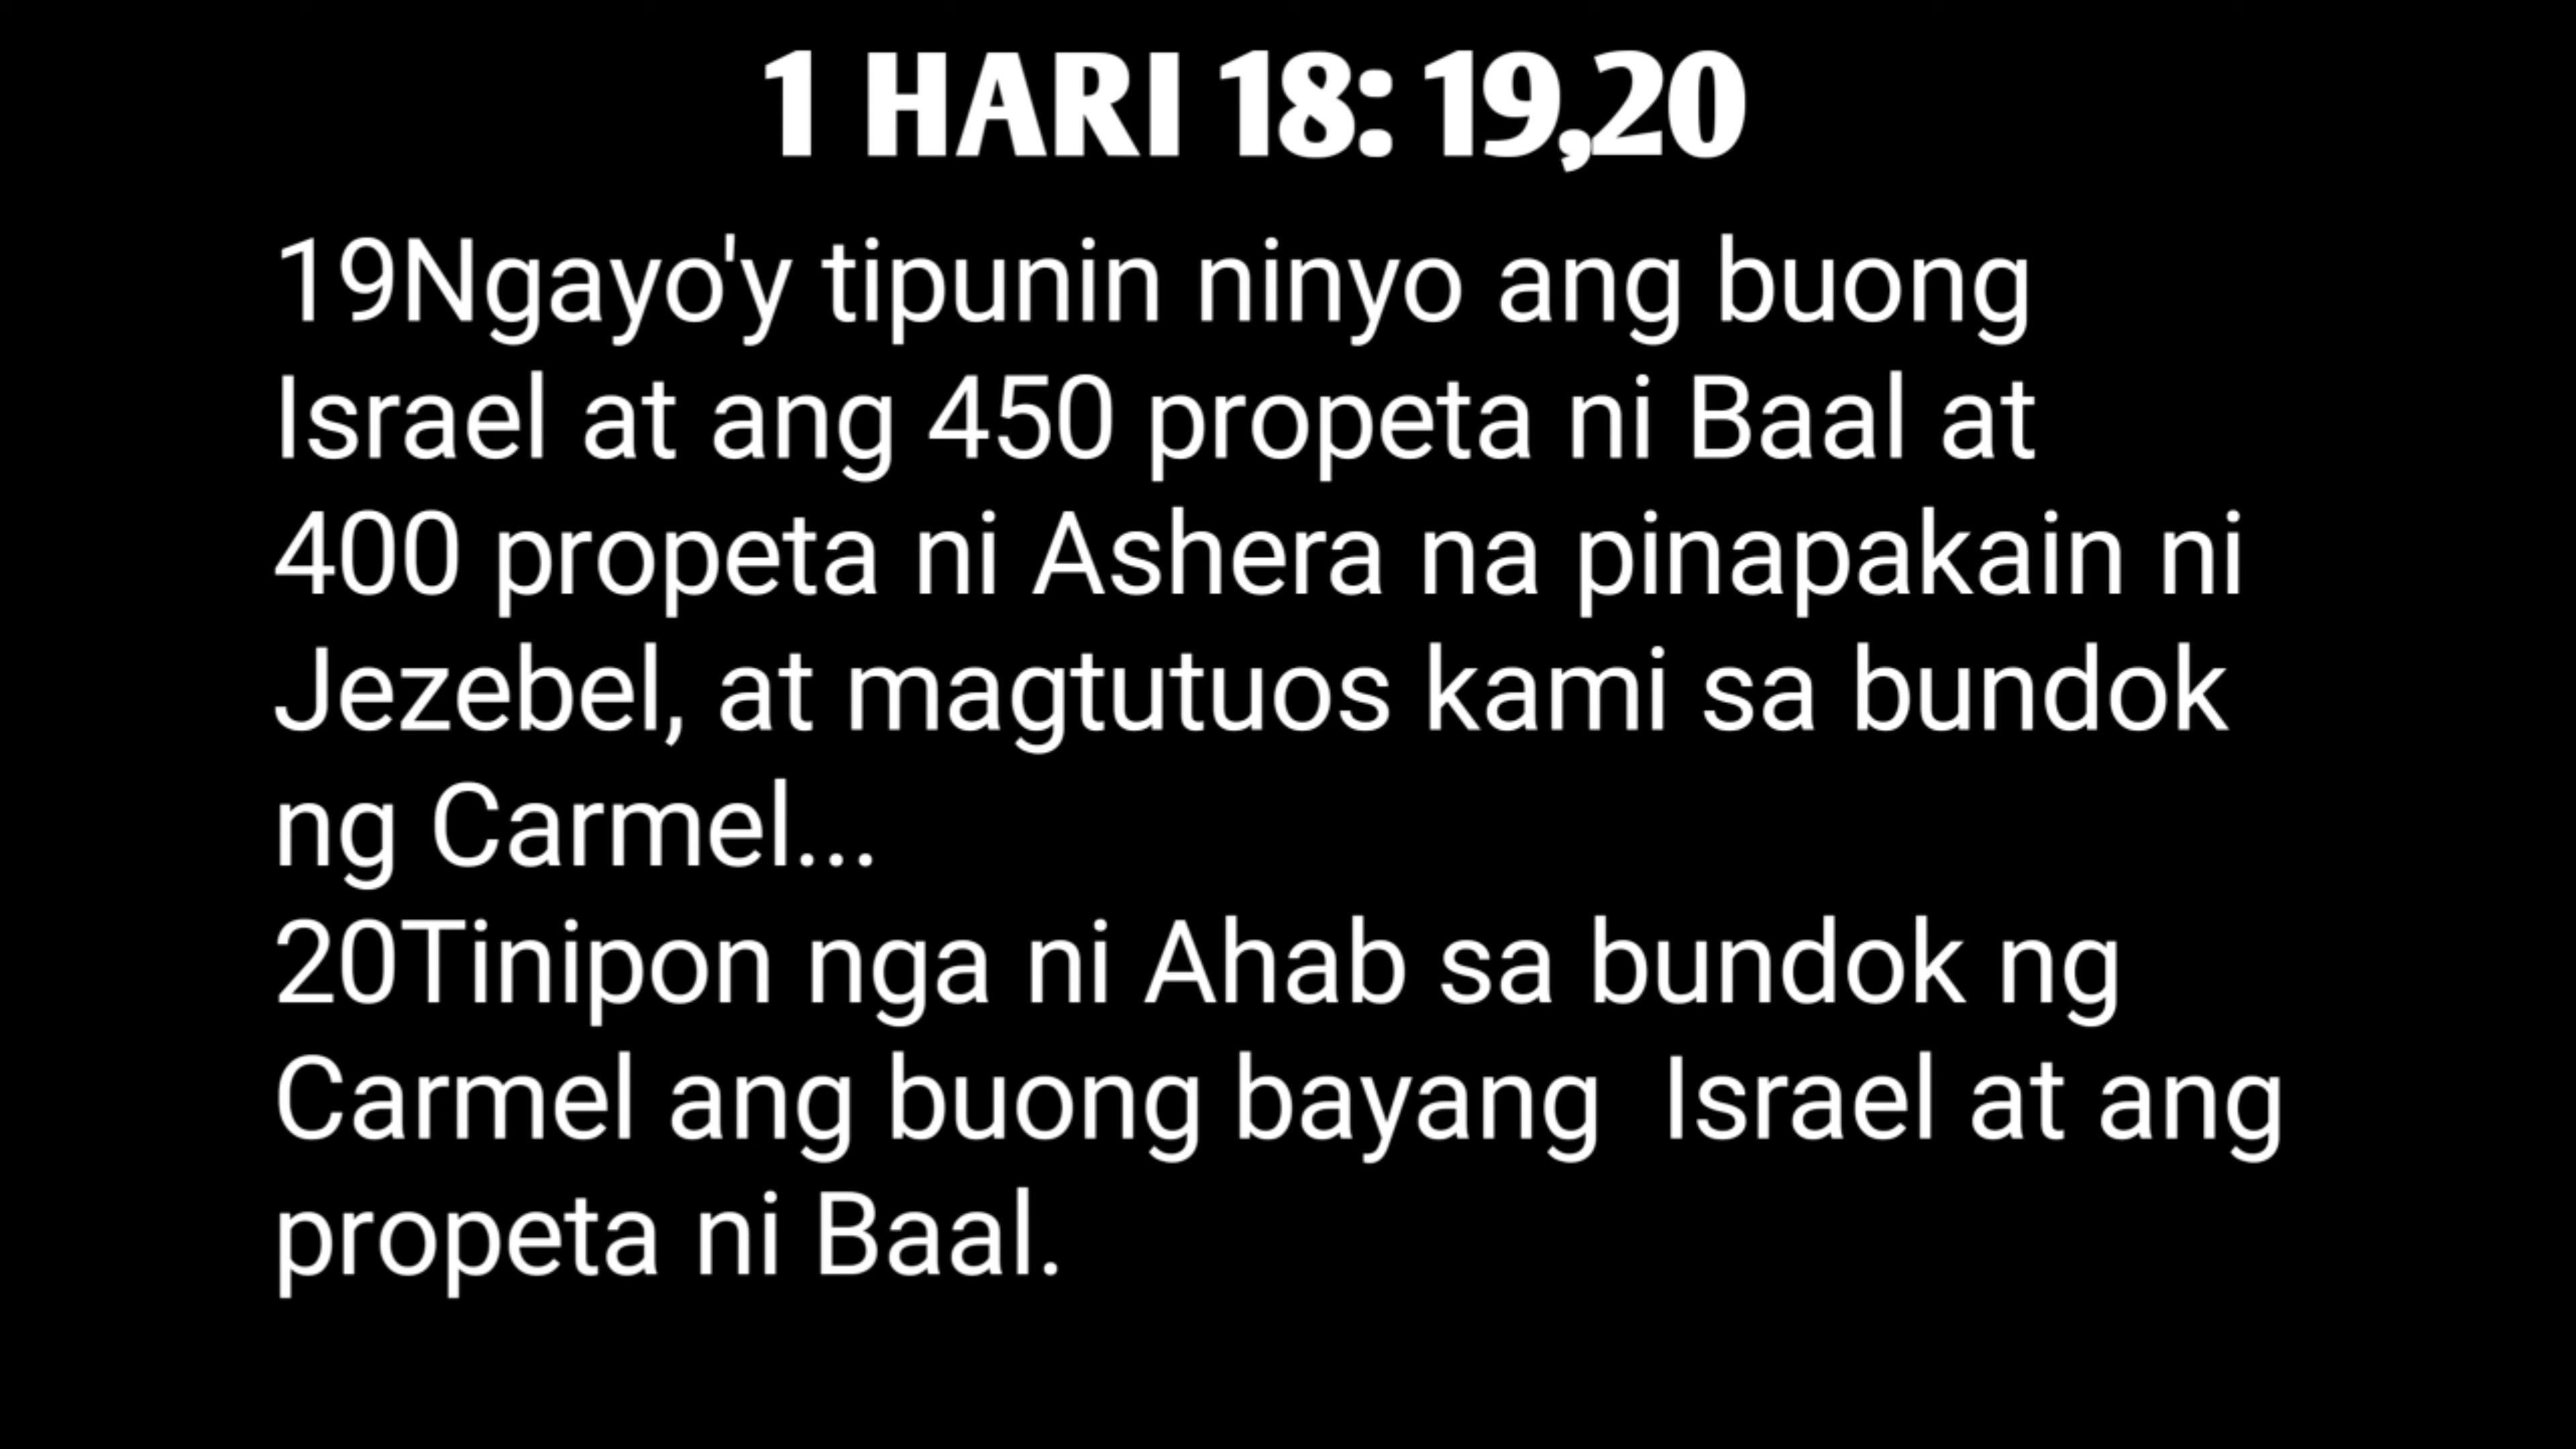 1 HARI 18: 19,20
19Ngayo'y tipunin ninyo ang buong
Israel at ang 450 propeta ni Baal at
400 propeta ni Ashera na pinapakain ni
Jezebel, at magtutuos kami sa bundok
ng Carmel...
20Tinipon nga ni Ahab sa bundok ng
Carmel ang buong bayang  Israel at ang
propeta ni Baal.